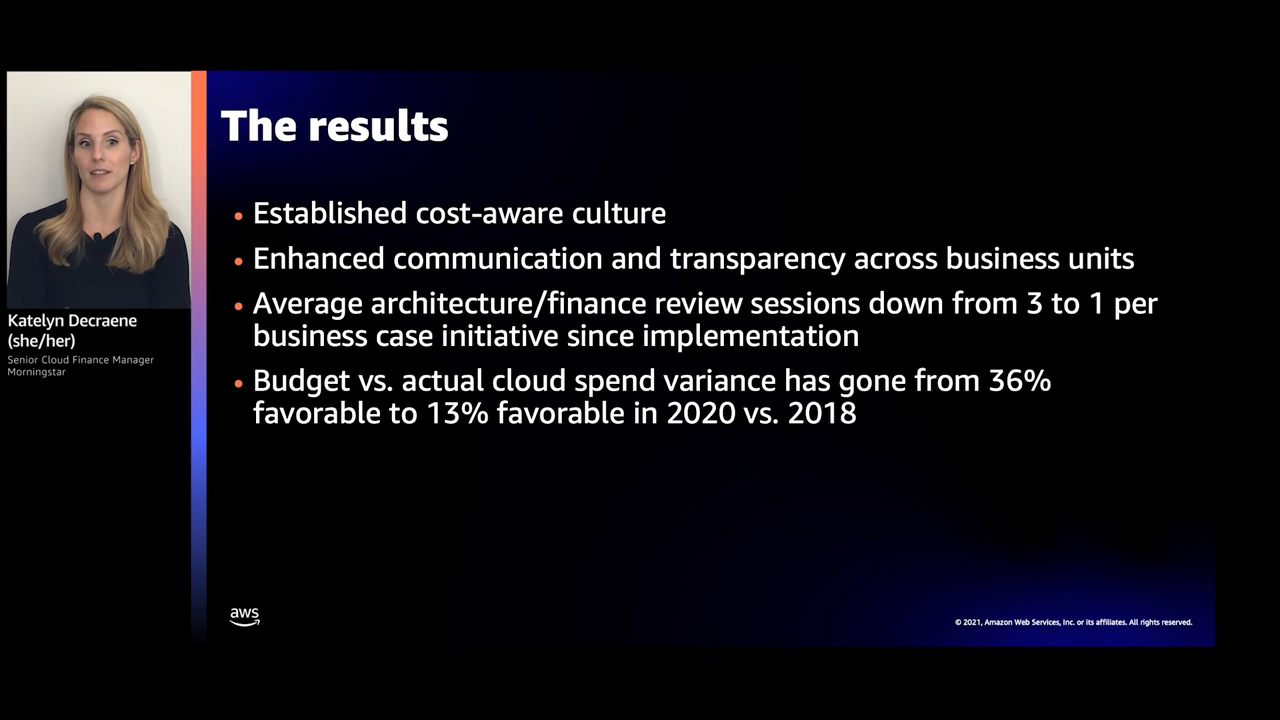 The results
• Established cost-aware culture
• Enhanced communication and transparency across business units
• Average architecture/finance review sessions down from 3 to 1 per
business case initiative since implementation
• Budget vs. actual cloud spend variance has gone from 36%
favorable to 13% favorable in 2020 vs. 2018
Katelyn Decraene
(she/her)
Senior Cloud Finance Manager
Morningstar
aws
© 2021, Amazon Web Services, Inc. or its affiliates. All rights reserved.